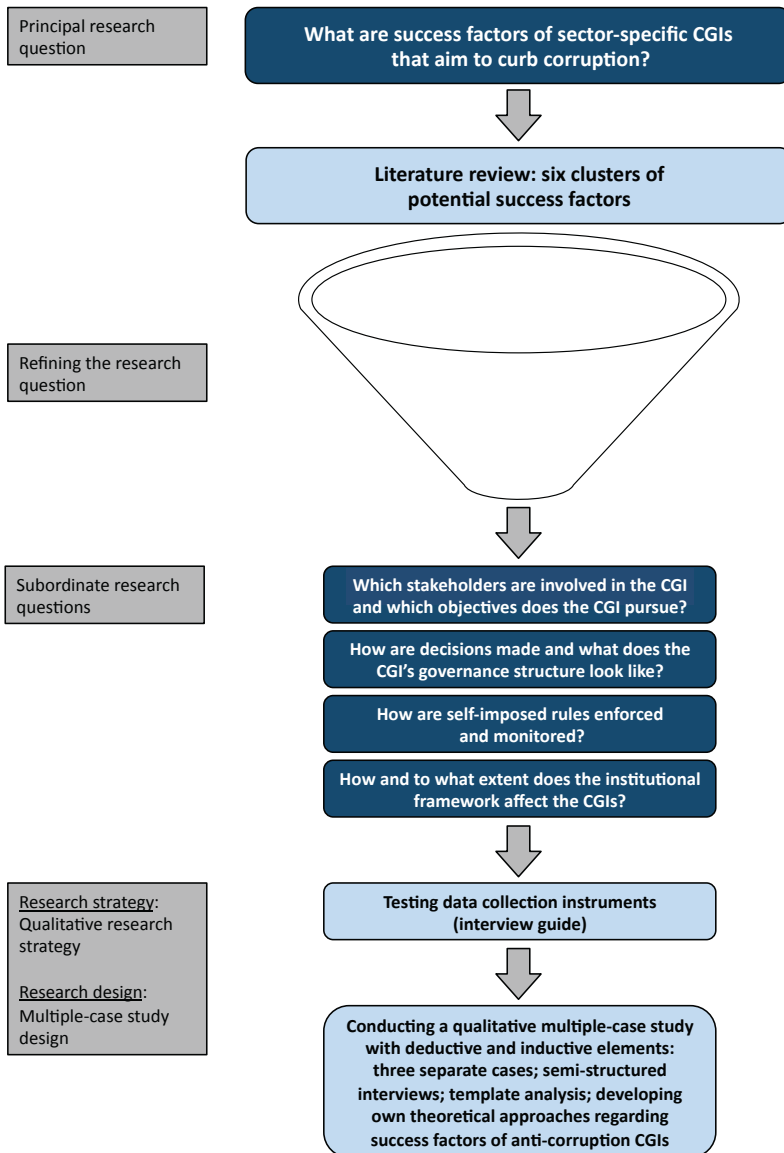 Principal research
question
What are success factors of sector-specific CGIs
that aim to curb corruption?
Literature review: six clusters of
potential success factors
Refining the research
question
Subordinate research
questions
Which stakeholders are involved in the CGI
and which objectives does the CGI pursue?
How are decisions made and what does the
CGI’s governance structure look like?
How are self-imposed rules enforced
and monitored?
How and to what extent does the institutional
framework affect the CGIs?
Research strategy:
Qualitative research
strategy
Research design:
Multiple-case study
design
Testing data collection instruments
(interview guide)
Conducting a qualitative multiple-case study
with deductive and inductive elements:
three separate cases; semi-structured
interviews; template analysis; developing
own theoretical approaches regarding
success factors of anti-corruption CGIs